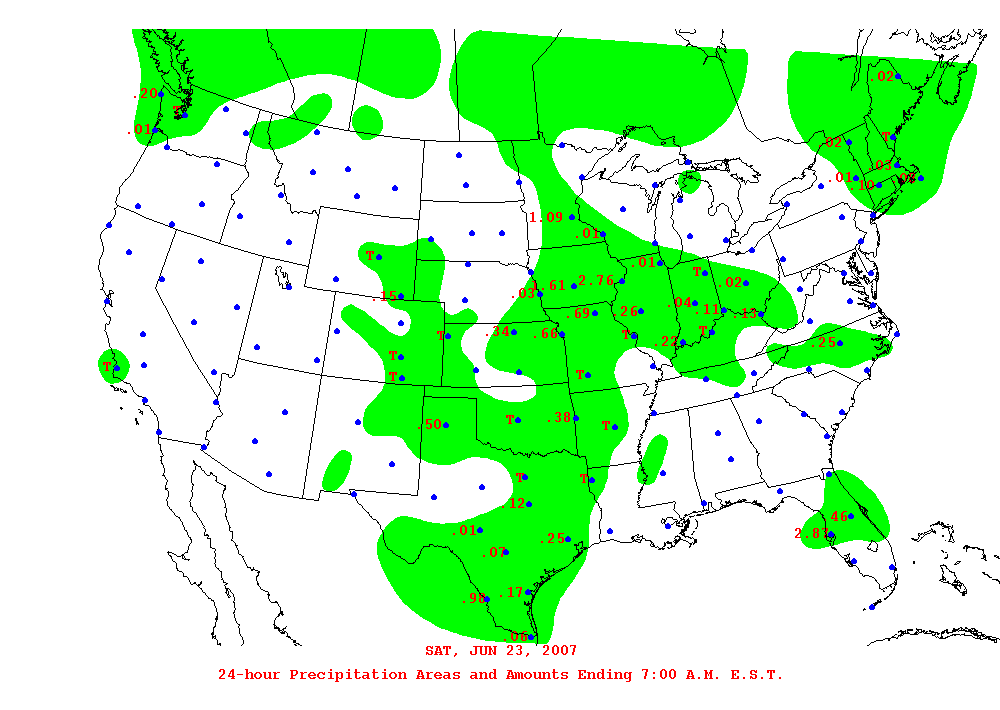 .02
.20
T
.01
T
.02
.03
.01
.10
1.09
.01
T
.01
T
.02
1.61
2.76
.03
.15
.04
.11
.13
.69
.26
T
.34
.66
T
T
.22
.25
T
T
T
T
.50
T
.38
T
T
T
.12
.46
.01
.25
2.87
.07
.17
.98
.06
SAT, JUN 23, 2007
24-hour Precipitation Areas and Amounts Ending 7:00 A.M. E.S.T.